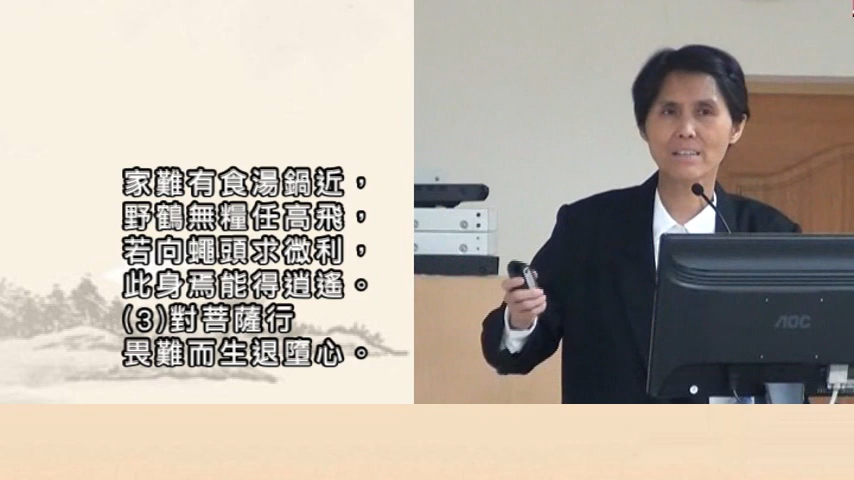 家難有食湯鍋近，
野鶴無糧任高飛，
若向蠅頭求微利，
此身焉能得逍遙。
(3)對菩薩行
畏難而生退墮心。
AOC